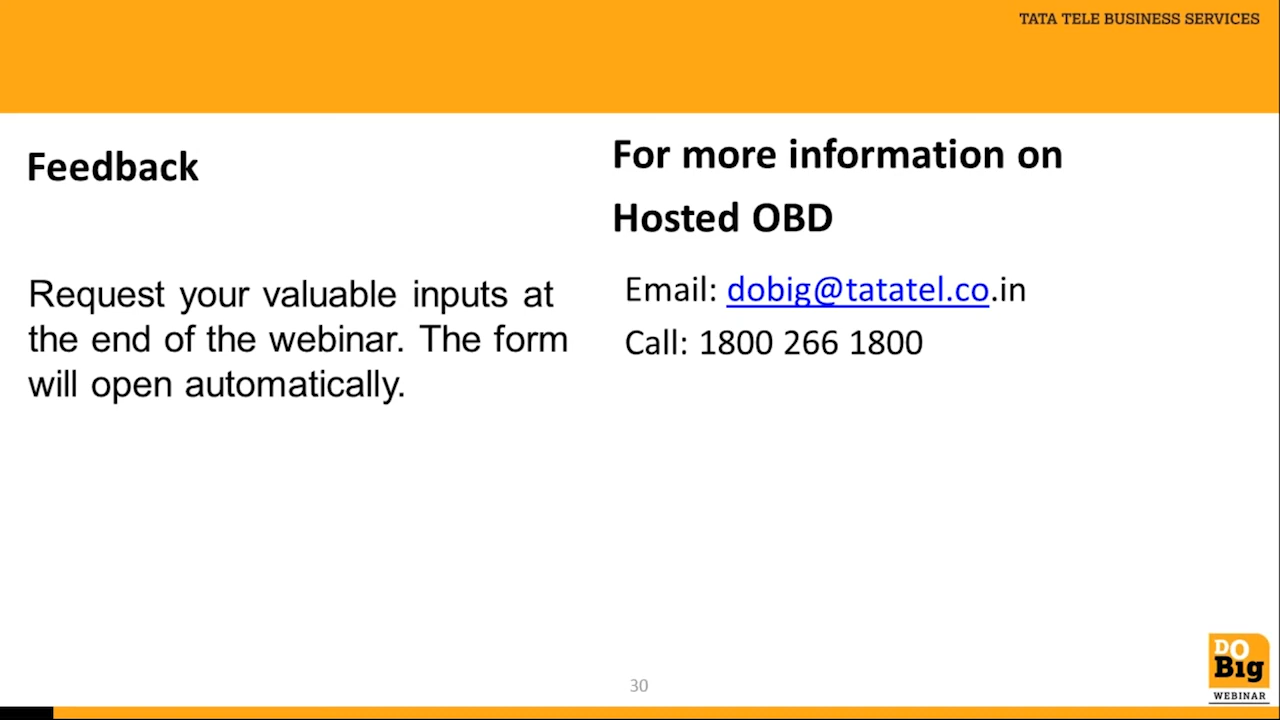 TATA TELE BUSINESS SERVICES
Feedback
Request your valuable inputs at
the end of the webinar. The form
will open automatically.
For more information on
Hosted OBD
Email: dobig@tatatel.co.in
Call: 1800 266 1800
30
DO
Big
WEBINAR